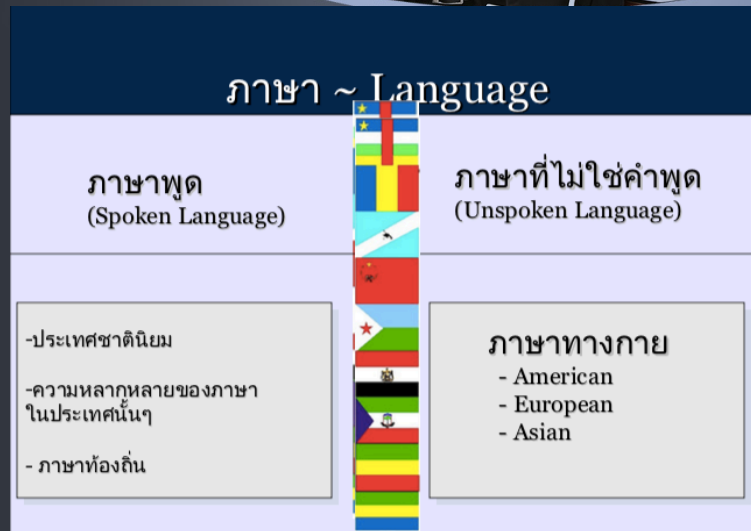 ภาษา ~ Language
ภาษาพูด
(Spoken Language)
ภาษาที่ไม่ใช่คำพูด
(Unspoken Language)
-ประเทศชาตินิยม
-ความหลากหลายของภาษา
ในประเทศนั้นๆ
- ภาษาท้องถิ่น
ภาษาทางกาย
- American
- European
- Asian